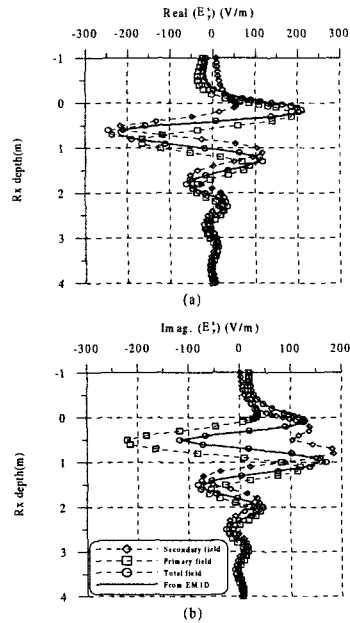 Real (E^s_y) (V/m)
-300 -200 -100 0 100 200 300
-1
0
1
2
3
4
Rx depth(m)
(a)
Imag. (E^s_y) (V/m)
-300 -200 -100 0 100 200
-1
0
1
2
3
4
Rx depth(m)
Secondary field
Primary field
Total field
From EM1D
(b)